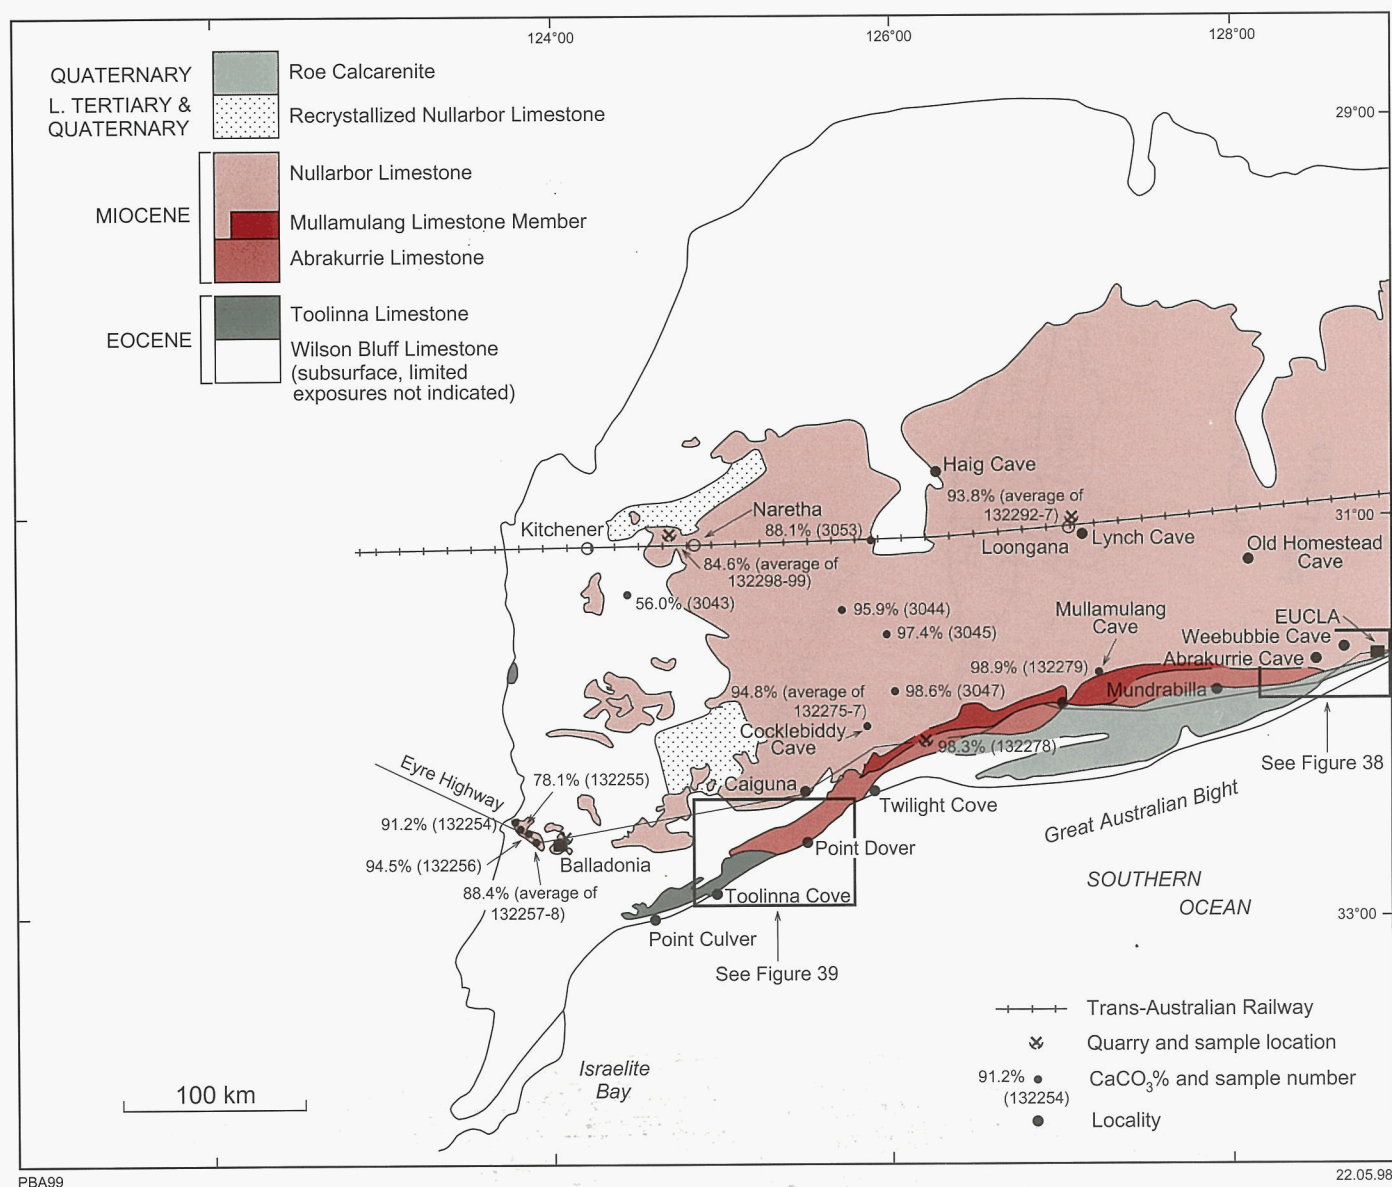 124°00
126°00
128°00
QUATERNARY
Roe Calcarenite
L. TERTIARY &
QUATERNARY
Recrystallized Nullarbor Limestone
29°00
Nullarbor Limestone
MIOCENE
Mullamulang Limestone Member
Abrakurrie Limestone
Toolinna Limestone
EOCENE
Wilson Bluff Limestone
(subsurface, limited
exposures not indicated)
Haig Cave
93.8% (average of
132292-7)
Naretha
Kitchener
88.1% (3053)
31°00
Loongana
Lynch Cave
Old Homestead
Cave
84.6% (average of
132298-99)
56.0% (3043)
95.9% (3044)
97.4% (3045)
Mullamulang
Cave
EUCLA
Weebubbie Cave
Abrakurrie Cave
98.9% (132279)
Mundrabilla
94.8% (average of
132275-7)
98.6% (3047)
Cocklebiddy
Cave
98.3% (132278)
See Figure 38
Eyre Highway
78.1% (132255)
Caiguna
Twilight Cove
Great Australian Bight
91.2% (132254)
94.5% (132256)
Balladonia
Point Dover
88.4% (average of
132257-8)
Toolinna Cove
SOUTHERN
OCEAN
33°00
Point Culver
See Figure 39
Trans-Australian Railway
Quarry and sample location
91.2%
(132254)
CaCO3% and sample number
Locality
Israelite
Bay
100 km
PBA99
22.05.98